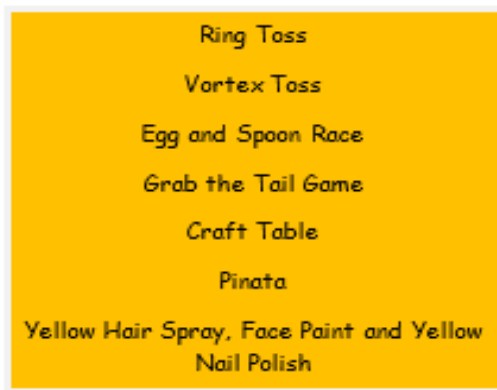 Ring Toss
Vortex Toss
Egg and Spoon Race
Grab the Tail Game
Craft Table
Pinata
Yellow Hair Spray, Face Paint and Yellow
Nail Polish